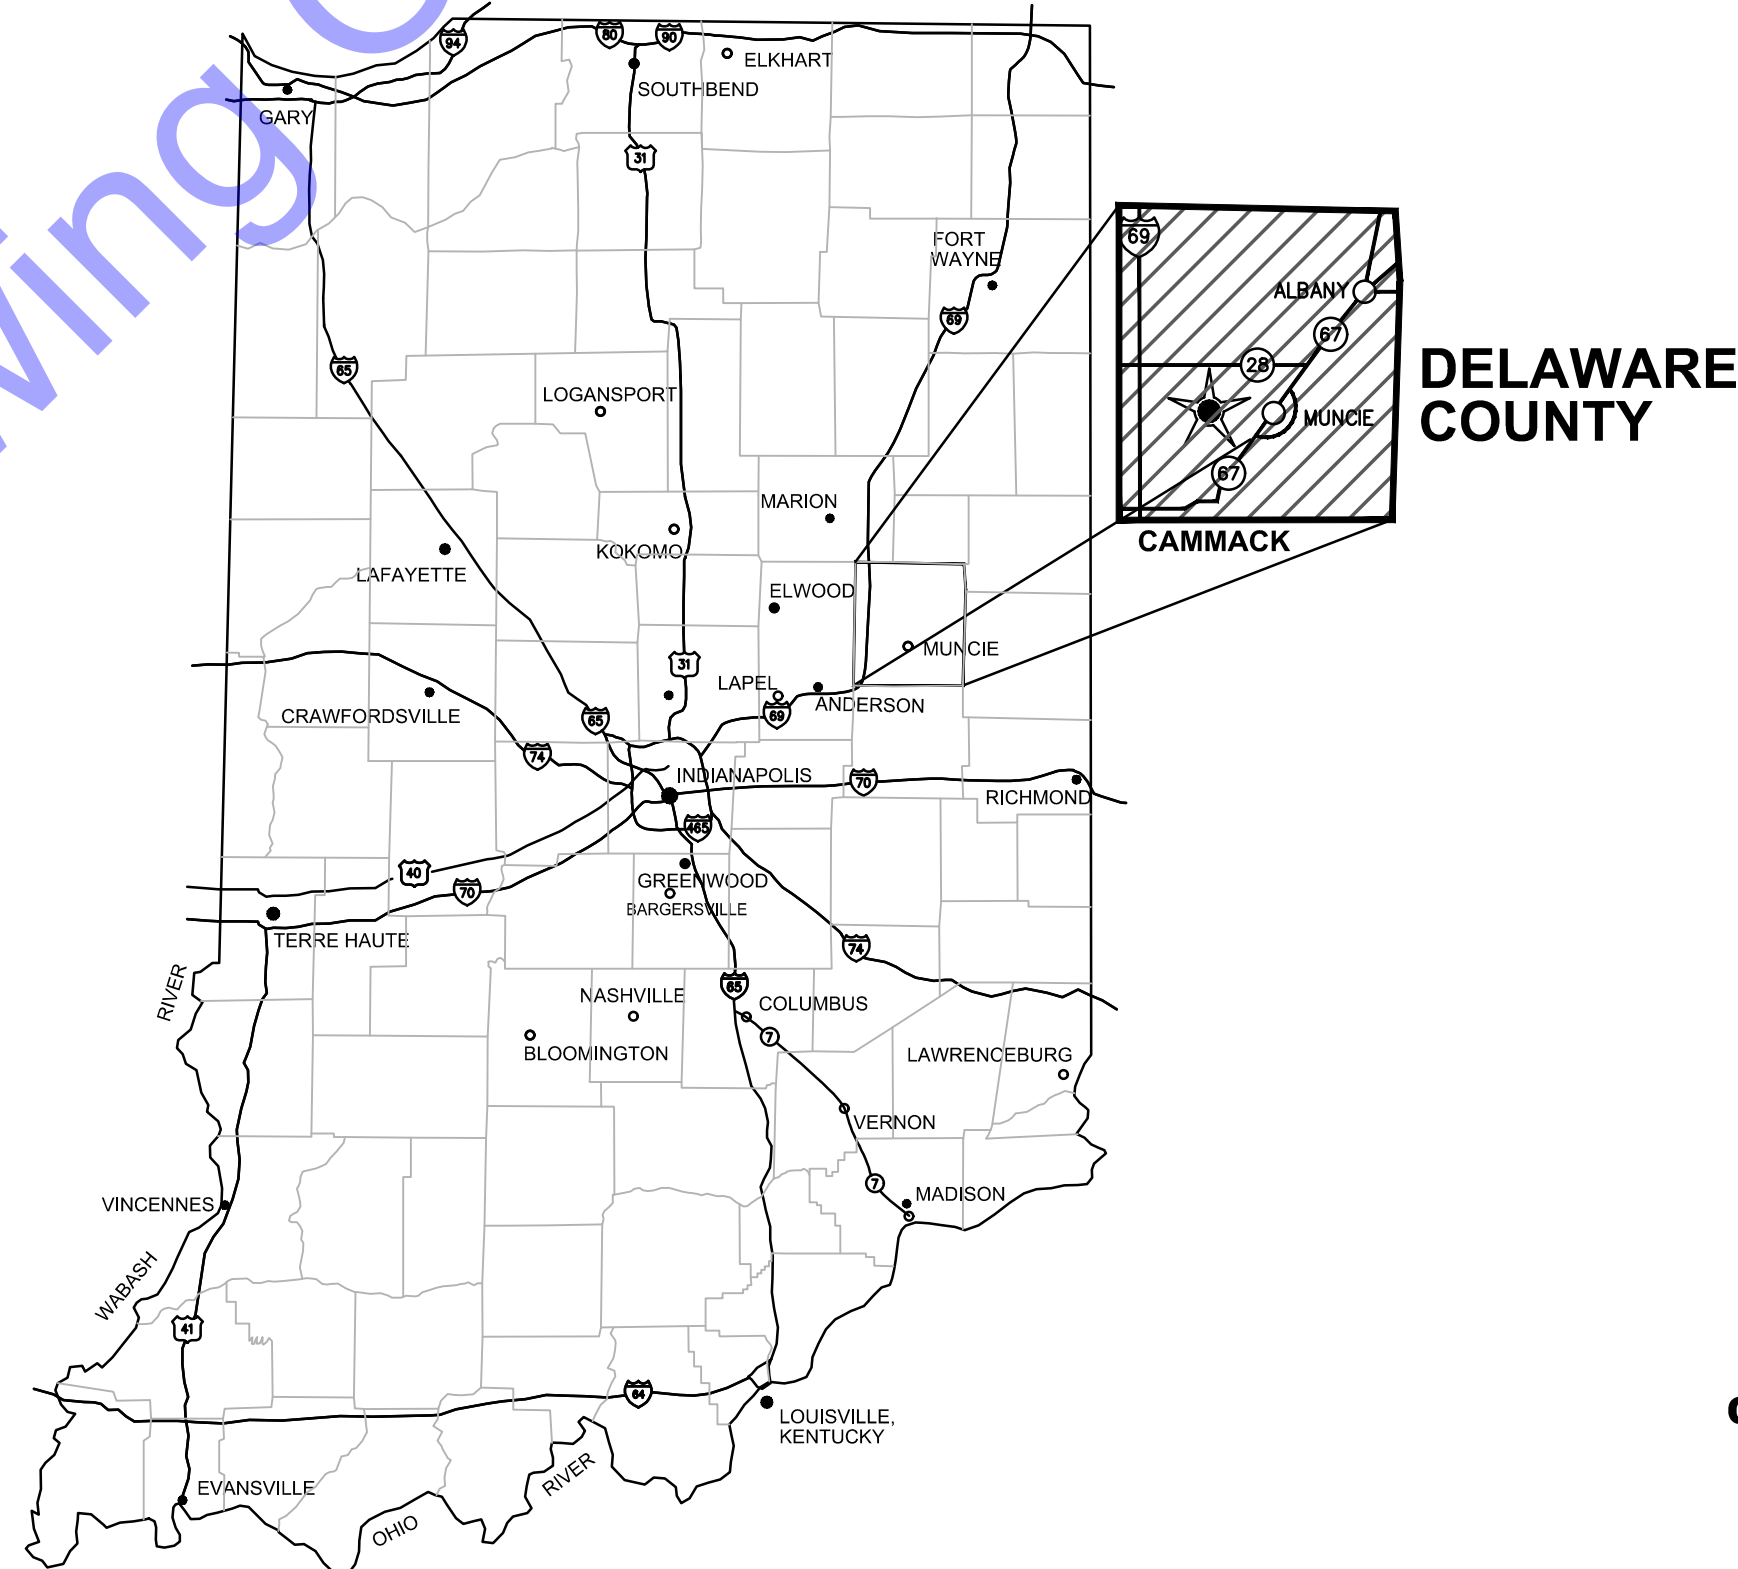 94
80
90
ELKHART
SOUTHBEND
GARY
31
69
FORT
WAYNE
ALBANY
69
67
65
28
DELAWARE
COUNTY
LOGANSPORT
MUNCIE
67
MARION
CAMMACK
KOKOMO
LAFAYETTE
ELWOOD
MUNCIE
31
LAPEL
ANDERSON
CRAWFORDSVILLE
65
69
74
INDIANAPOLIS
70
RICHMOND
465
40
70
GREENWOOD
BARGERSVILLE
TERRE HAUTE
74
RIVER
65
NASHVILLE
COLUMBUS
7
BLOOMINGTON
LAWRENCEBURG
VERNON
7
MADISON
VINCENNES
WABASH
41
64
LOUISVILLE,
KENTUCKY
EVANSVILLE
RIVER
OHIO